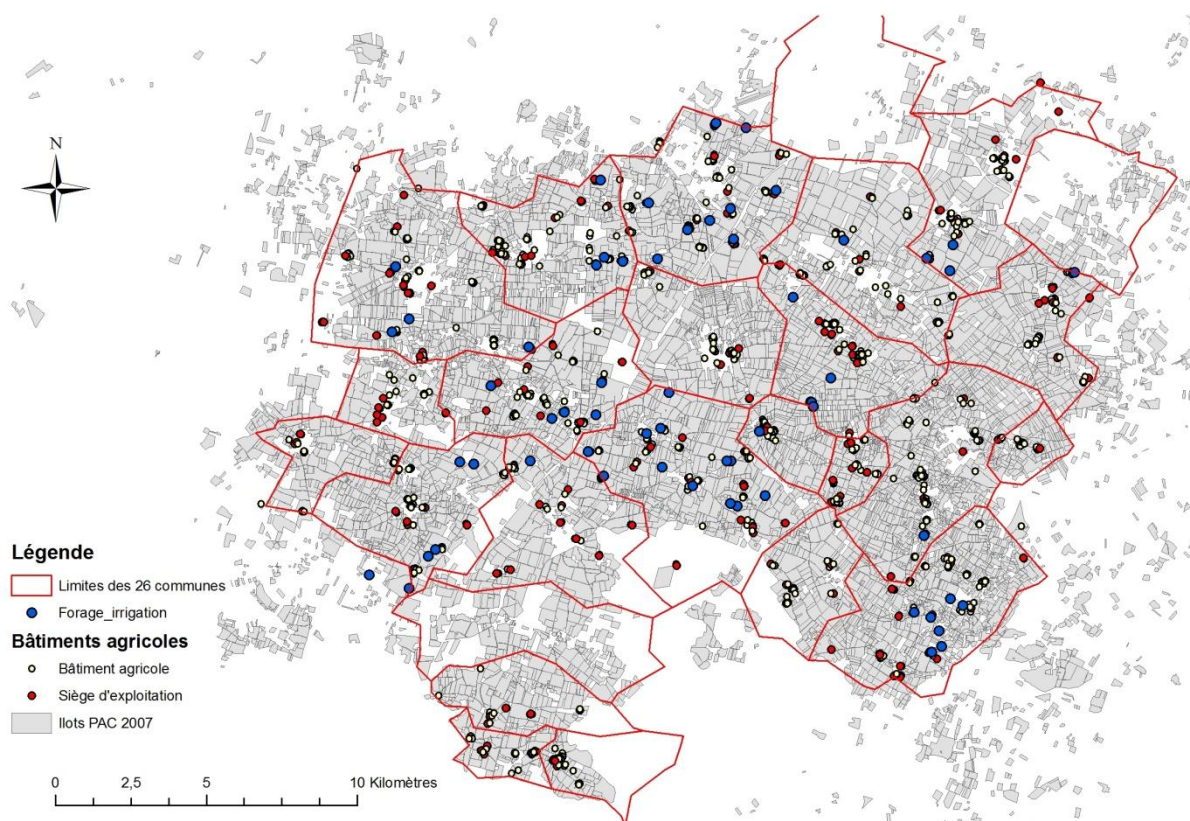 N
Légende
Limites des 26 communes
Forage_irrigation
Bâtiments agricoles
Bâtiment agricole
Siège d'exploitation
Ilots PAC 2007
0 2,5 5 10 Kilomètres